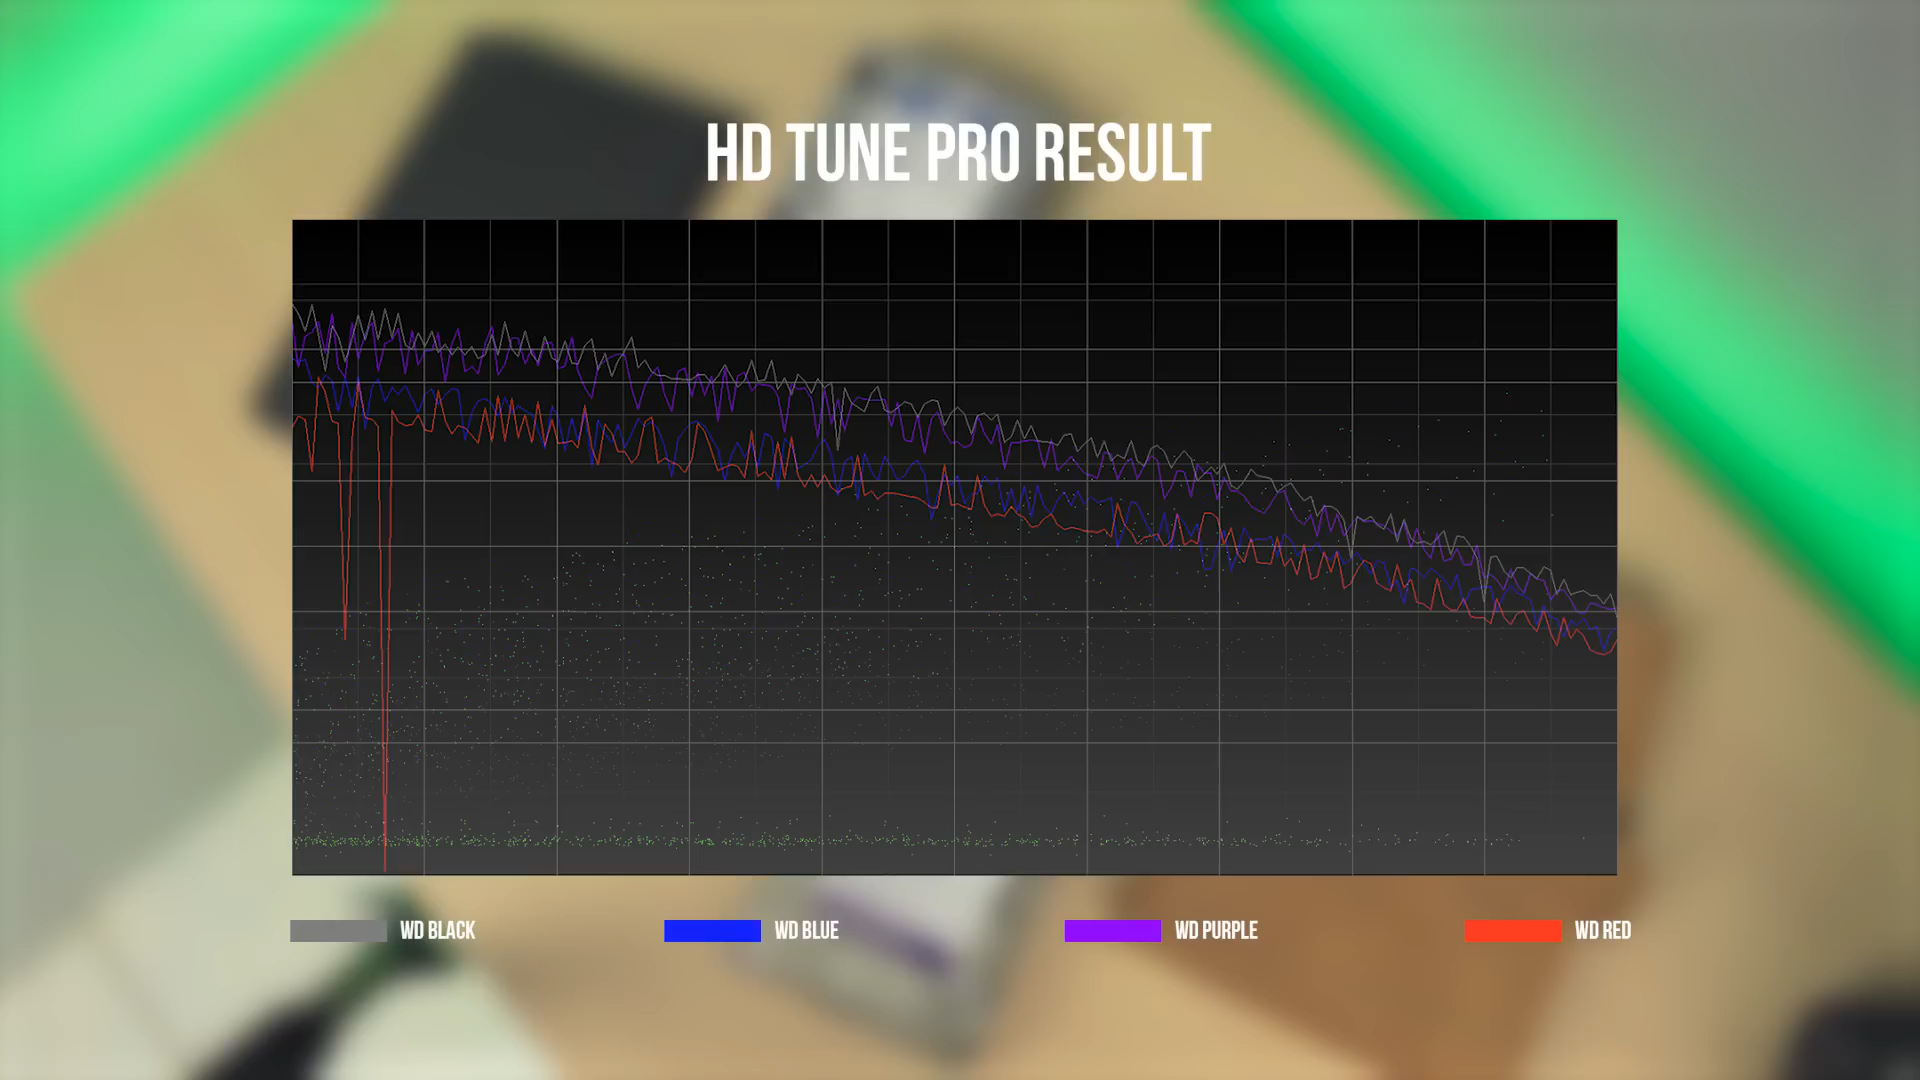 HD TUNE PRO RESULT
WD BLACK
WD BLUE
WD PURPLE
WD RED